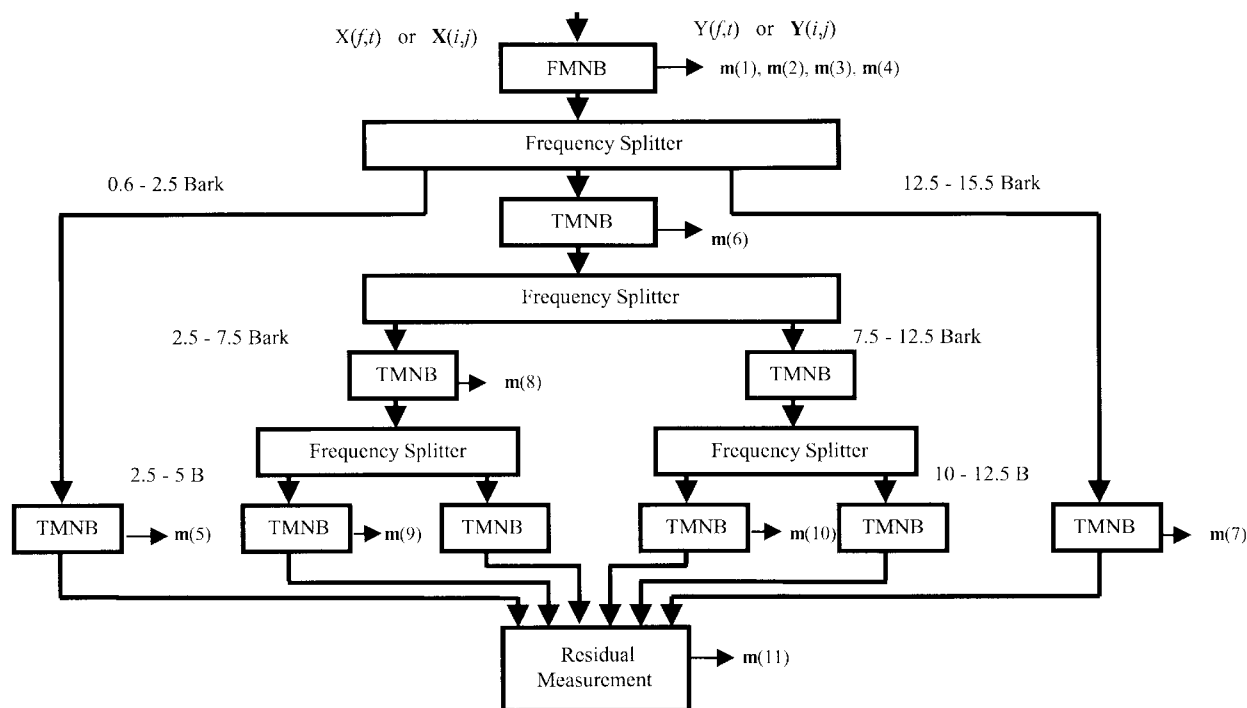 X(f,t) or X(i,j)
Y(f,t) or Y(i,j)
FMNB
m(1), m(2), m(3), m(4)
Frequency Splitter
0.6 - 2.5 Bark
12.5 - 15.5 Bark
TMNB
m(6)
Frequency Splitter
2.5 - 7.5 Bark
7.5 - 12.5 Bark
TMNB
m(8)
TMNB
Frequency Splitter
Frequency Splitter
2.5 - 5 B
10 - 12.5 B
TMNB
m(5)
TMNB
m(9)
TMNB
TMNB
m(10)
TMNB
TMNB
m(7)
Residual
Measurement
m(11)